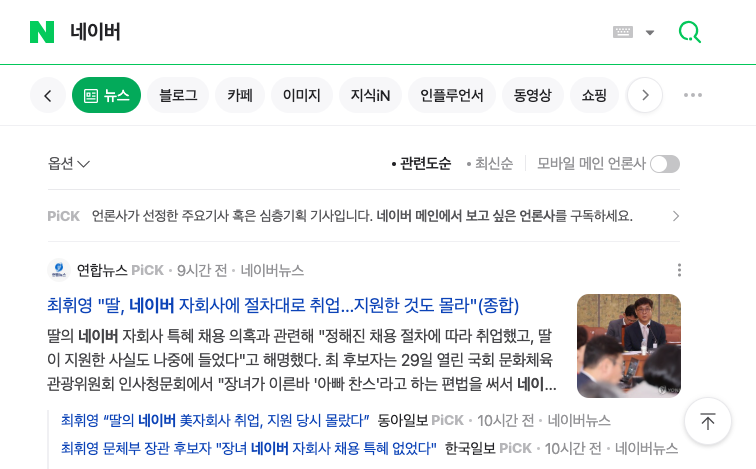 네이버
뉴스 블로그 카페 이미지 지식iN 인플루언서 동영상 쇼핑
옵션 • 관련도순 • 최신순 모바일 메인 언론사
PiCK 언론사가 선정한 주요기사 혹은 심층기획 기사입니다. 네이버 메인에서 보고 싶은 언론사를 구독하세요.
연합뉴스 PiCK · 9시간 전 · 네이버뉴스
최휘영 "딸, 네이버 자회사에 절차대로 취업…지원한 것도 몰라"(종합)
딸의 네이버 자회사 특혜 채용 의혹과 관련해 "정해진 채용 절차에 따라 취업했고, 딸
이 지원한 사실도 나중에 들었다"고 해명했다. 최 후보자는 29일 열린 국회 문화체육
관광위원회 인사청문회에서 "장녀가 이른바 '아빠 찬스'라고 하는 편법을 써서 네이...
최휘영 “딸의 네이버 美자회사 취업, 지원 당시 몰랐다” 동아일보 PiCK · 10시간 전 · 네이버뉴스
최휘영 문체부 장관 후보자 "장녀 네이버 자회사 채용 특혜 없었다" 한국일보 PiCK · 10시간 전 · 네이버뉴스